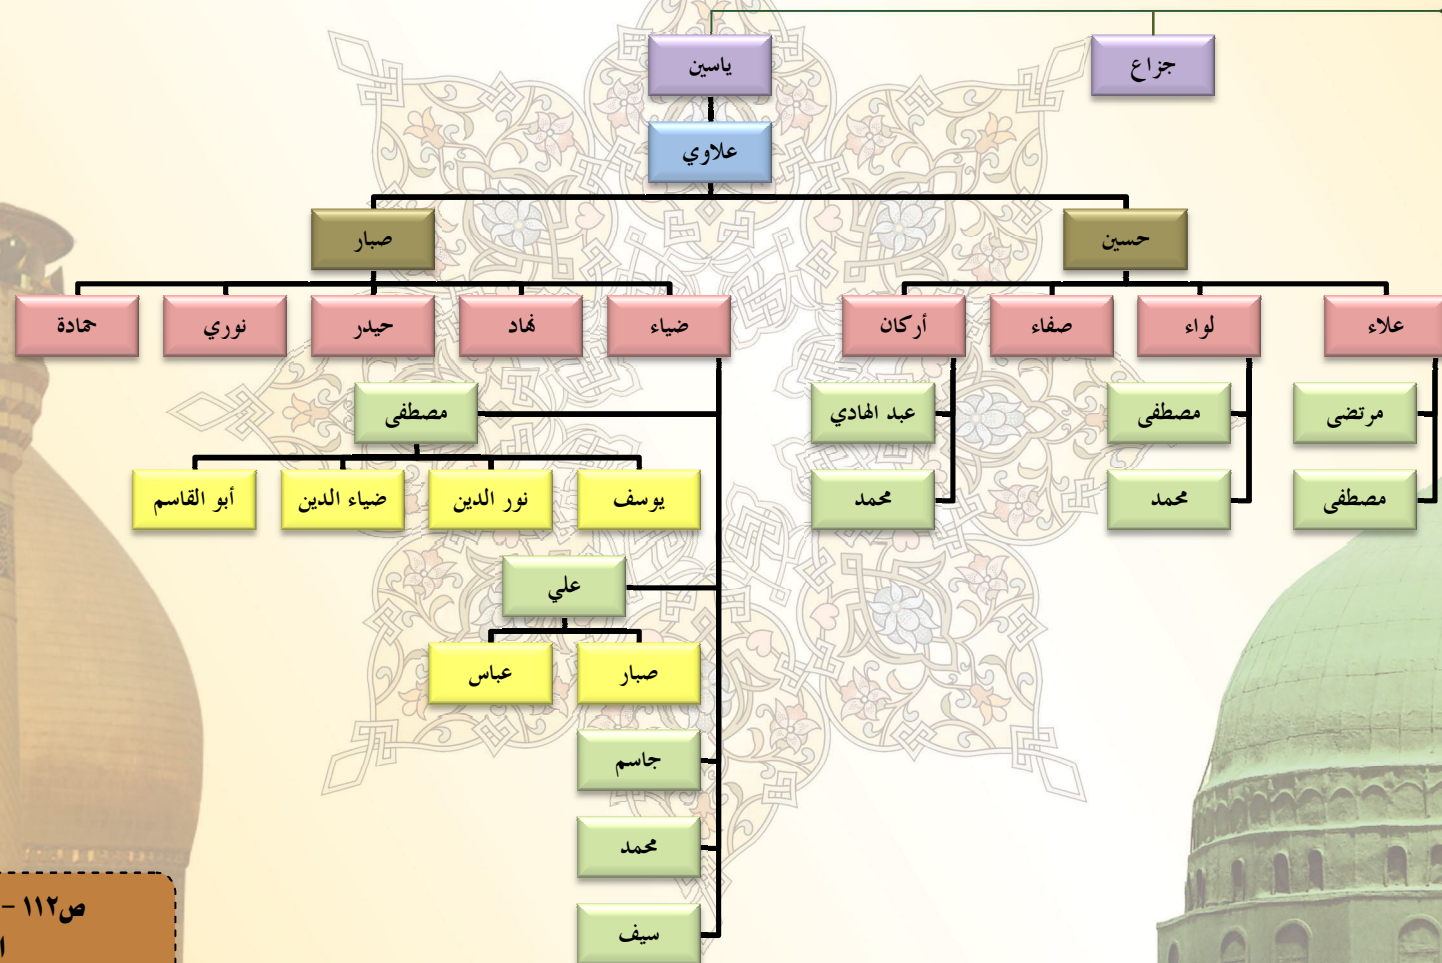 جزاع
ياسين
علاوي
حسين
صبار
علاء
لواء
صفاء
أركان
ضياء
نهاد
حيدر
نوري
حمادة
مرتضى
مصطفى
عبد الهادي
مصطفى
مصطفى
محمد
محمد
يوسف
نور الدين
ضياء الدين
أبو القاسم
علي
صبار
عباس
جاسم
محمد
سيف
ص١١٢ –